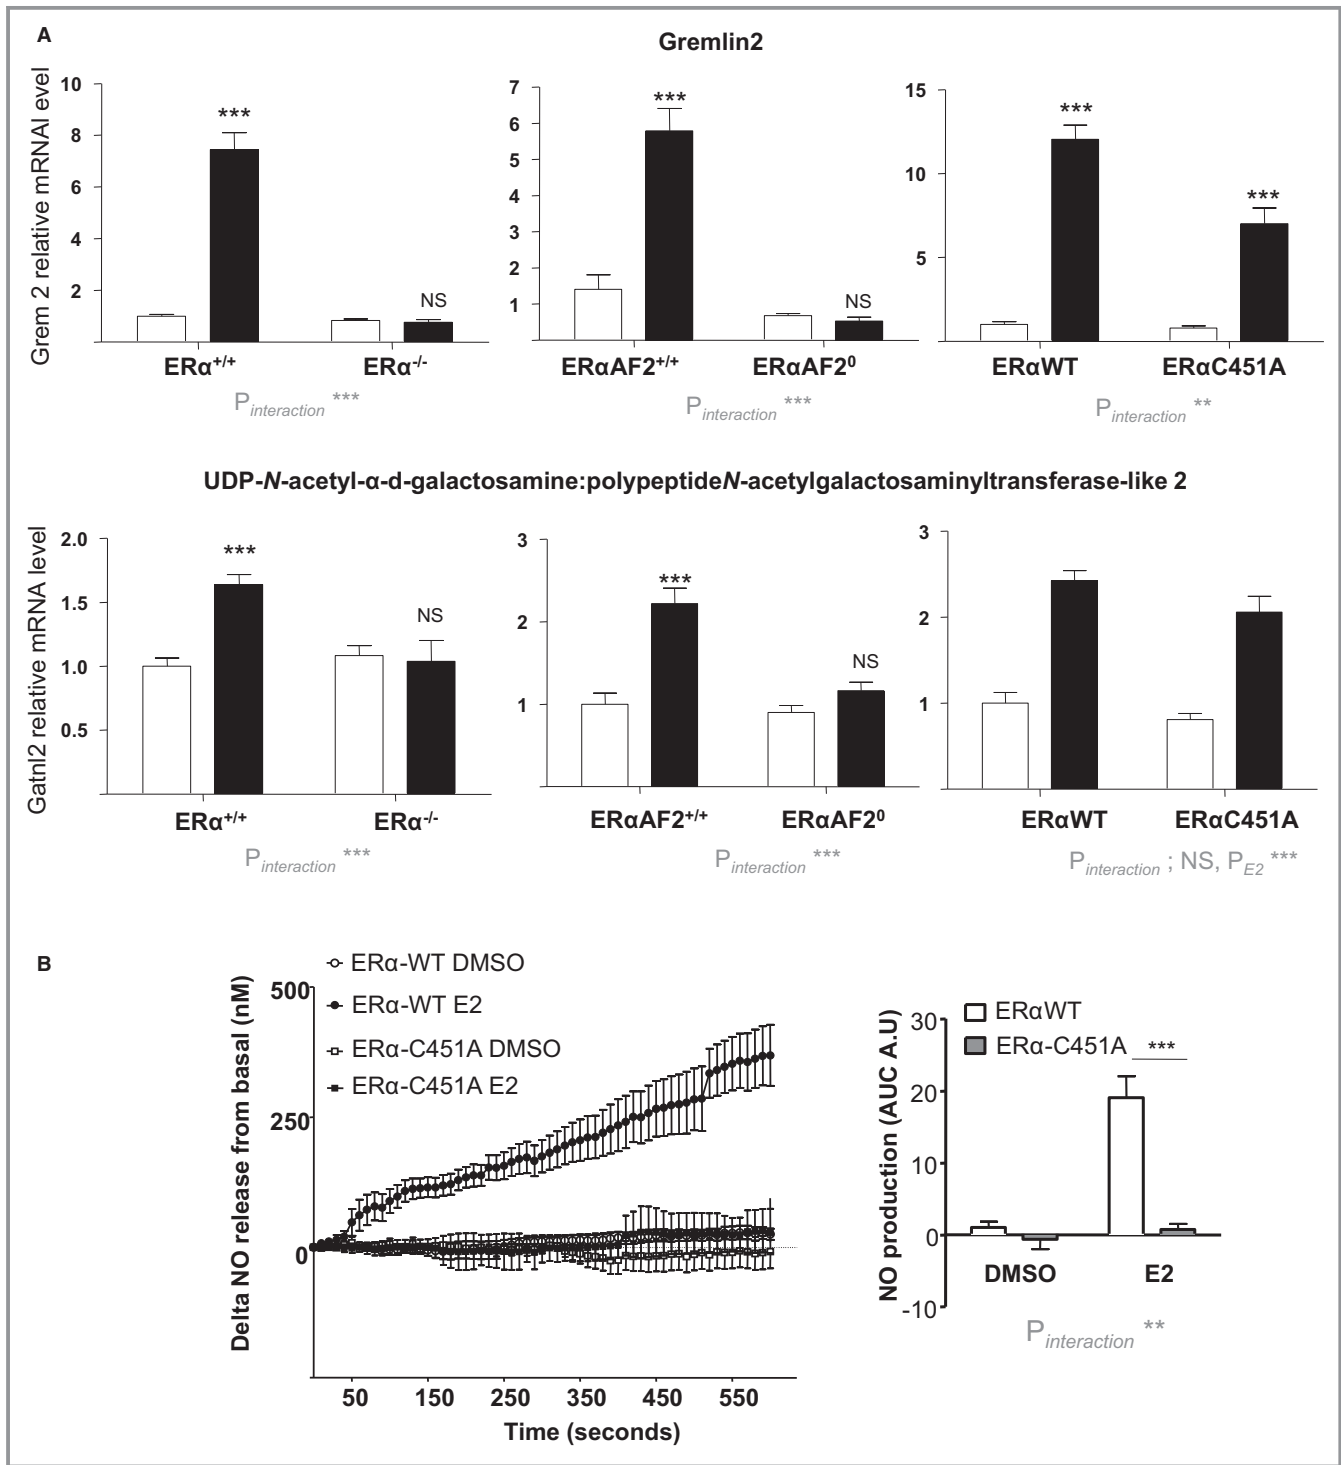 A
Gremlin2
Grem 2 relative mRNAl evel
10
8
6
4
2
***
NS
ERα+/+
ERα-/-
Pinteraction ***
7
6
5
4
3
2
1
***
NS
ERαAF2+/+
ERαAF20
Pinteraction ***
15
10
5
***
***
ERαWT
ERαC451A
Pinteraction **
UDP-N-acetyl-α-d-galactosamine:polypeptideN-acetylgalactosaminyltransferase-like 2
Gatnl2 relative mRNA level
2.0
1.5
1.0
0.5
***
NS
ERα+/+
ERα-/-
Pinteraction ***
3
2
1
***
NS
ERαAF2+/+
ERαAF20
Pinteraction ***
3
2
1
ERαWT
ERαC451A
Pinteraction ; NS, PE2 ***
B
Delta NO release from basal (nM)
500
250
0
ERα-WT DMSO
ERα-WT E2
ERα-C451A DMSO
ERα-C451A E2
50 150 250 350 450 550
Time (seconds)
NO production (AUC A.U)
30
20
10
0
-10
ERαWT
ERα-C451A
***
DMSO
E2
Pinteraction **